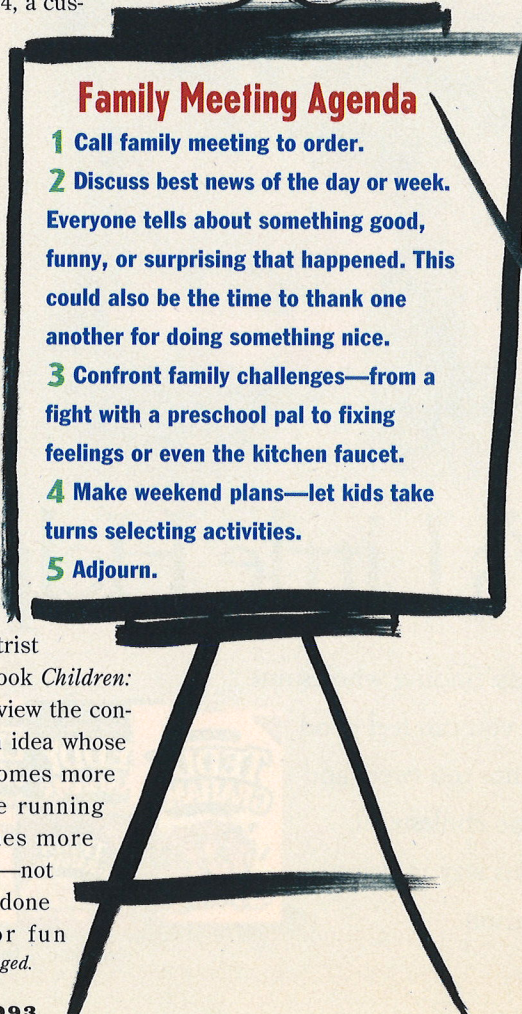 4, a cus-
Family Meeting Agenda
1 Call family meeting to order.
2 Discuss best news of the day or week.
Everyone tells about something good,
funny, or surprising that happened. This
could also be the time to thank one
another for doing something nice.
3 Confront family challenges—from a
fight with a preschool pal to fixing
feelings or even the kitchen faucet.
4 Make weekend plans—let kids take
turns selecting activities.
5 Adjourn.
trist
ook Children:
view the con-
idea whose
omes more
e running
es more
—not
done
or fun
ged.
993